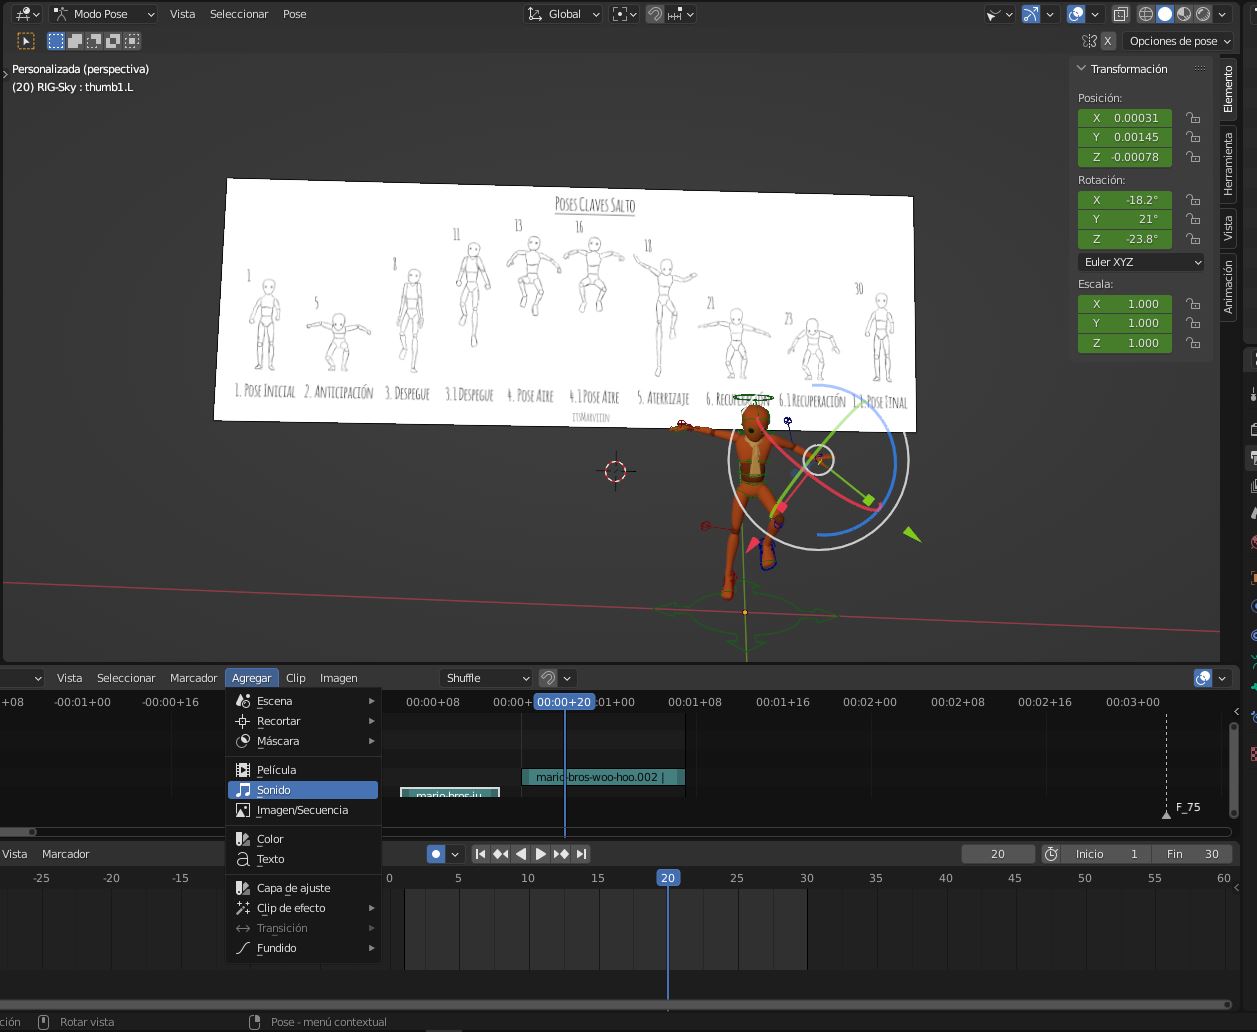 Modo Pose Vista Seleccionar Pose Global
X Opciones de pose
Personalizada (perspectiva)
(20) RIG-Sky : thumb1.L
Transformación
Posición:
X 0.00031
Y 0.00145
Z -0.00078
Rotación:
X -18.2°
Y 21°
Z -23.8°
Euler XYZ
Escala:
X 1.000
Y 1.000
Z 1.000
Elemento
Herramienta
Vista
Animación
POSES CLAVES SALTO
1 5 8 11 13 16 18 21 23 30
1. POSE INICIAL 2. ANTICIPACIÓN 3. DESPEGUE 3.1 DESPEGUE 4. POSE AIRE 4.1 POSE AIRE 5. ATERRIZAJE 6. RECUPERACIÓN 6.1 RECUPERACIÓN POSE FINAL
Vista Seleccionar Marcador Agregar Clip Imagen Shuffle
+08 -00:01+00 -00:00+16 00:00+08 00:00+ 00:00+20 :01+00 00:01+08 00:01+16 00:02+00 00:02+08 00:02+16 00:03+00
Escena
Recortar
Máscara
Película
Sonido
Imagen/Secuencia
Color
Texto
Capa de ajuste
Clip de efecto
Transición
Fundido
mario-bros-woo-hoo.002 |
mario-bros-ju
F_75
Vista Marcador 20 Inicio 1 Fin 30
-25 -20 -15 0 5 10 15 20 25 30 35 40 45 50 55 60
ción Rotar vista Pose - menú contextual